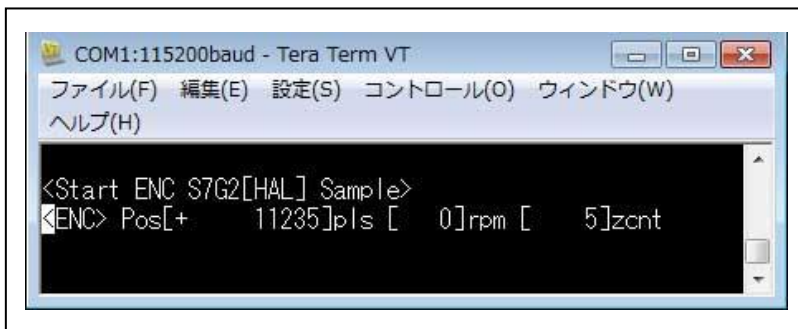 COM1:115200baud - Tera Term VT
ファイル(F) 編集(E) 設定(S) コントロール(O) ウィンドウ(W)
ヘルプ(H)
<Start ENC S7G2[HAL] Sample>
<ENC> Pos[+ 11235]pls [ 0]rpm [ 5]zcnt